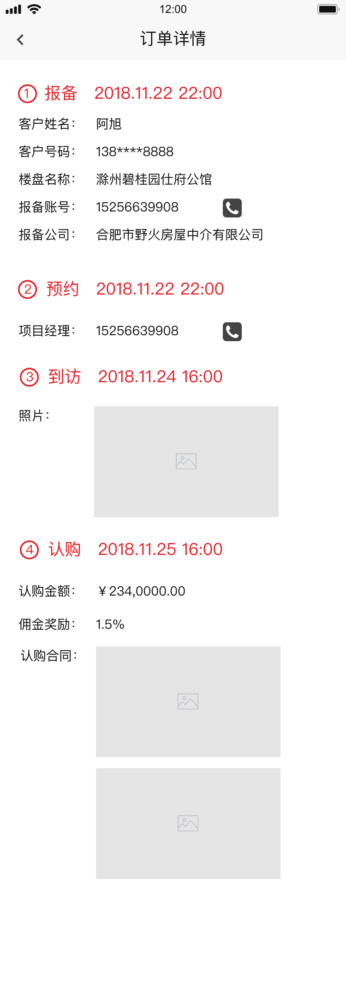 12:00
订单详情
① 报备 2018.11.22 22:00
客户姓名： 阿旭
客户号码： 138****8888
楼盘名称： 滁州碧桂园仕府公馆
报备账号： 15256639908
报备公司： 合肥市野火房屋中介有限公司
② 预约 2018.11.22 22:00
项目经理： 15256639908
③ 到访 2018.11.24 16:00
照片：
④ 认购 2018.11.25 16:00
认购金额： ￥234,0000.00
佣金奖励： 1.5%
认购合同：